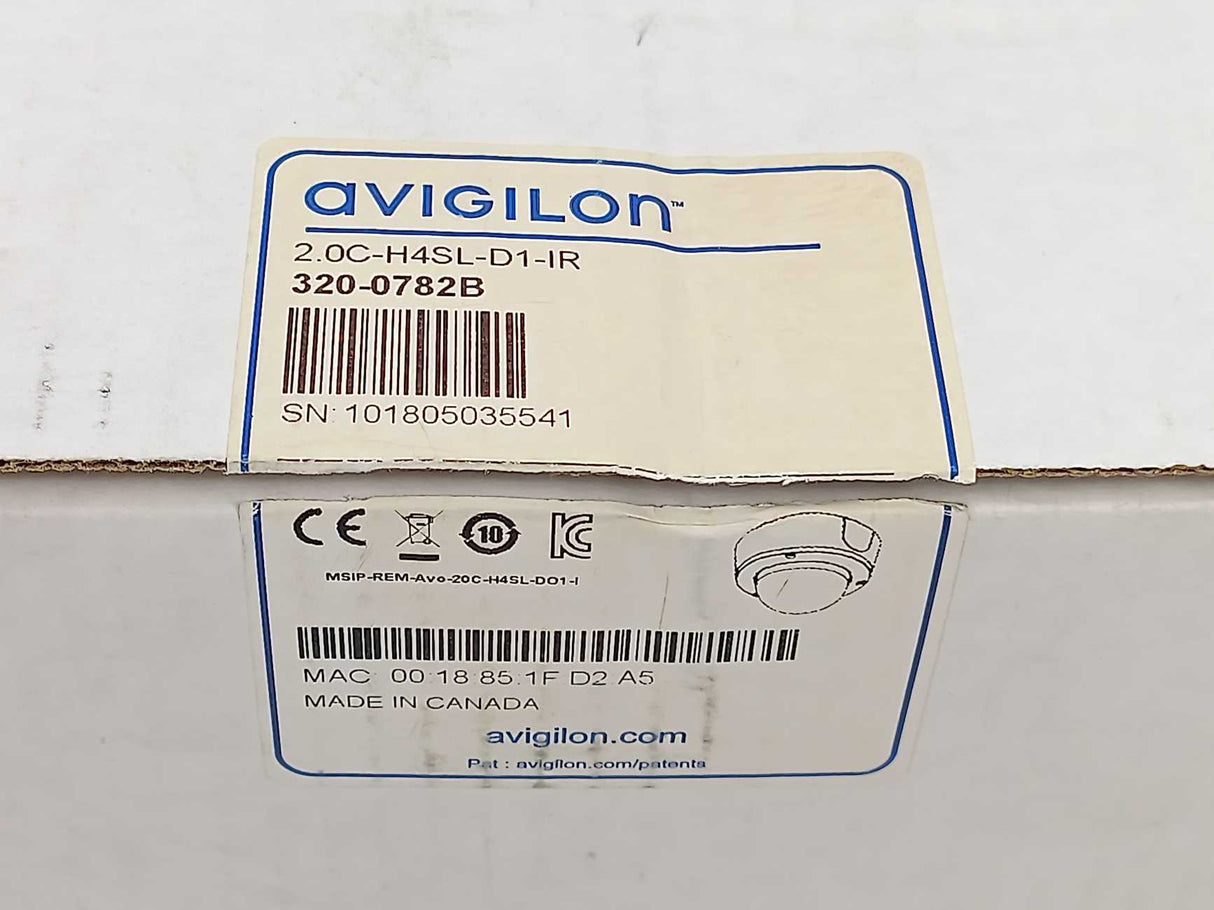 avigilon™
2.0C-H4SL-D1-IR
320-0782B
SN: 101805035541
CE
10
KC
MSIP-REM-Avo-20C-H4SL-DO1-I
MAC: 00:18:85:1F:D2:A5
MADE IN CANADA
avigilon.com
Pat : avigilon.com/patents